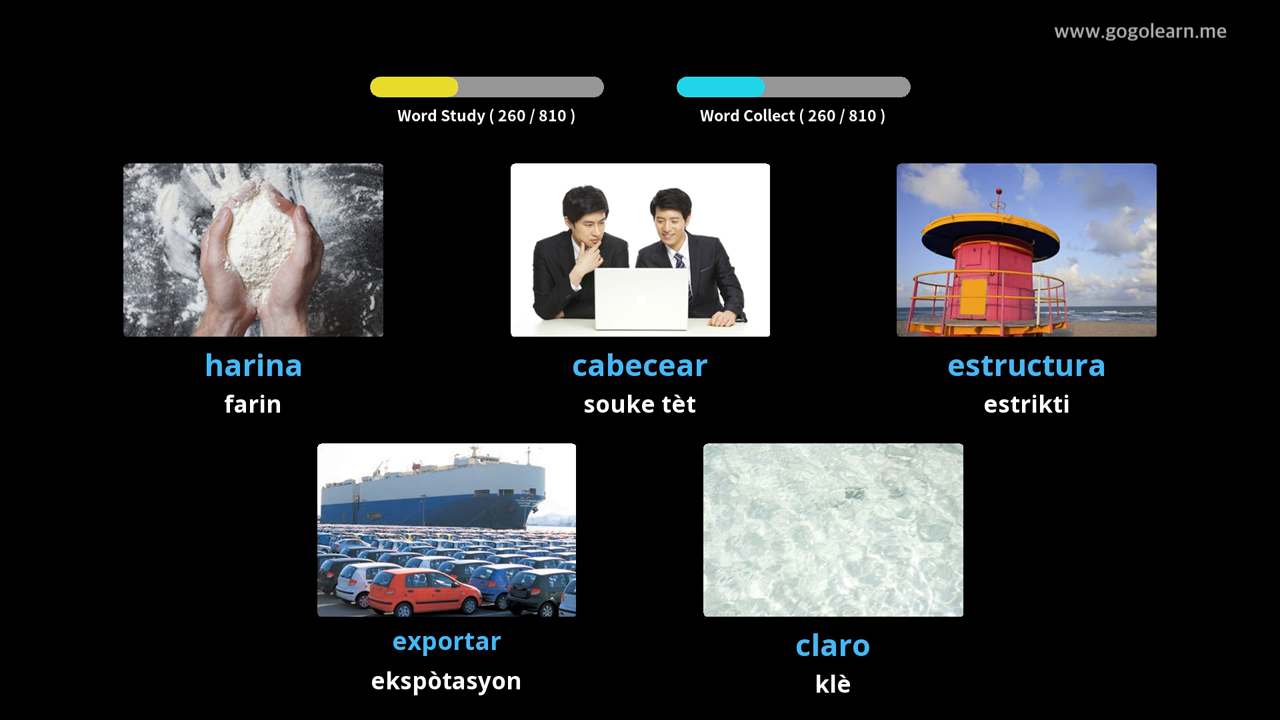 www.gogolearn.me
Word Study ( 260 / 810 )
Word Collect ( 260 / 810 )
harina
farin
cabecear
souke tèt
estructura
estrikti
exportar
ekspòtasyon
claro
klè